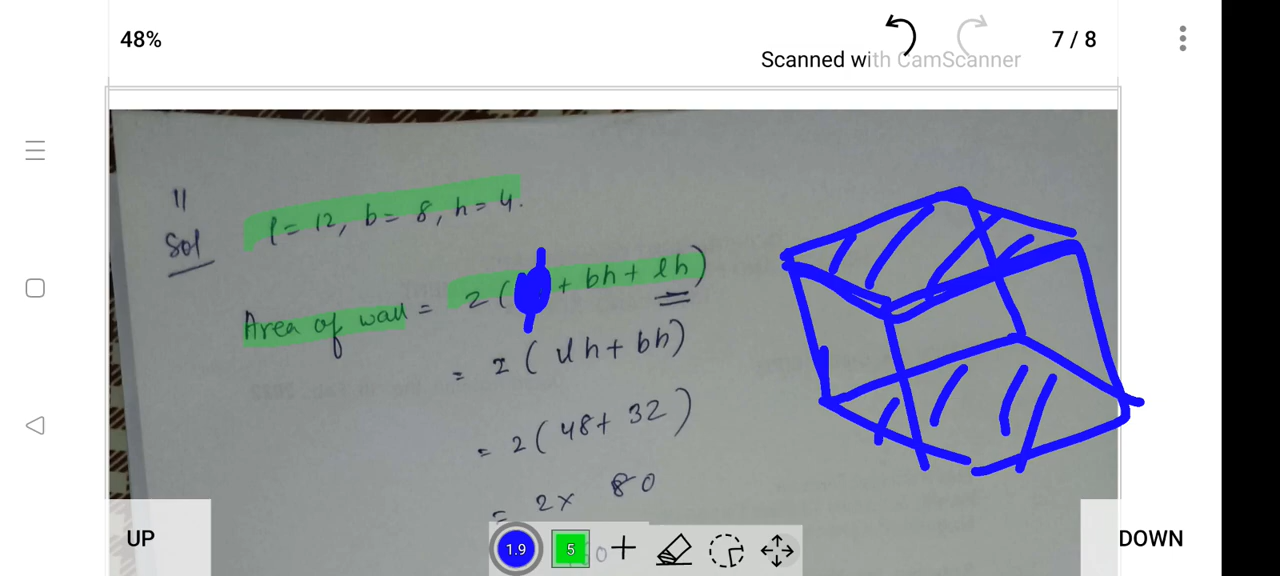 48%
7 / 8
Scanned with CamScanner
11
Sol l = 12, b = 8, h = 4.
Area of wall = 2 ( + bh + lh)
= 2 ( lh + bh)
= 2 ( 48 + 32 )
= 2 x 80
UP
1.9
5
DOWN